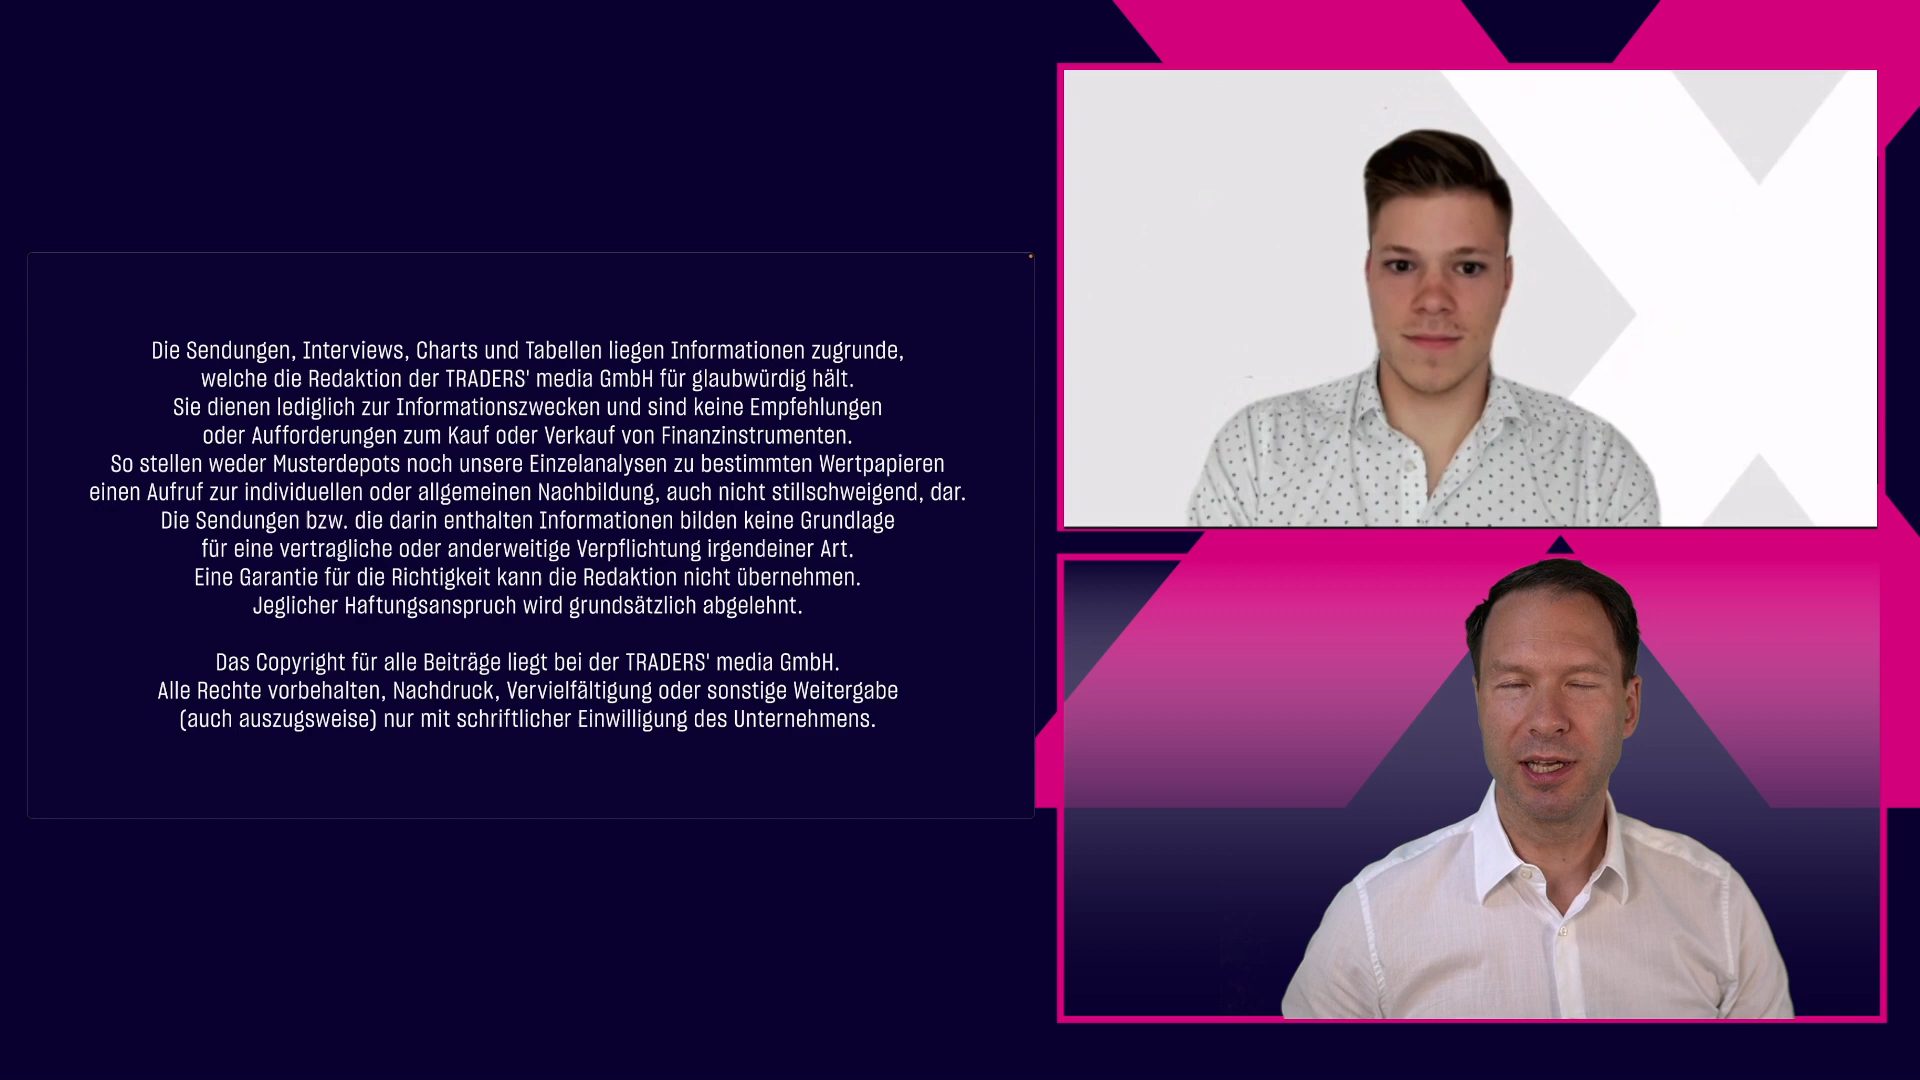 Die Sendungen, Interviews, Charts und Tabellen liegen Informationen zugrunde,
welche die Redaktion der TRADERS' media GmbH für glaubwürdig hält.
Sie dienen lediglich zur Informationszwecken und sind keine Empfehlungen
oder Aufforderungen zum Kauf oder Verkauf von Finanzinstrumenten.
So stellen weder Musterdepots noch unsere Einzelanalysen zu bestimmten Wertpapieren
einen Aufruf zur individuellen oder allgemeinen Nachbildung, auch nicht stillschweigend, dar.
Die Sendungen bzw. die darin enthalten Informationen bilden keine Grundlage
für eine vertragliche oder anderweitige Verpflichtung irgendeiner Art.
Eine Garantie für die Richtigkeit kann die Redaktion nicht übernehmen.
Jeglicher Haftungsanspruch wird grundsätzlich abgelehnt.
Das Copyright für alle Beiträge liegt bei der TRADERS' media GmbH.
Alle Rechte vorbehalten, Nachdruck, Vervielfältigung oder sonstige Weitergabe
(auch auszugsweise) nur mit schriftlicher Einwilligung des Unternehmens.